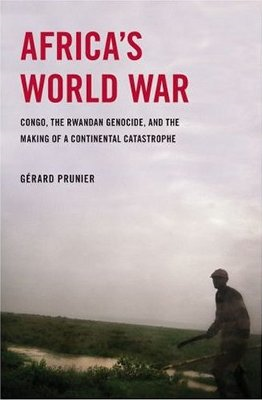 AFRICA'S
WORLD WAR
CONGO, THE RWANDAN GENOCIDE, AND THE
MAKING OF A CONTINENTAL CATASTROPHE
GÉRARD PRUNIER